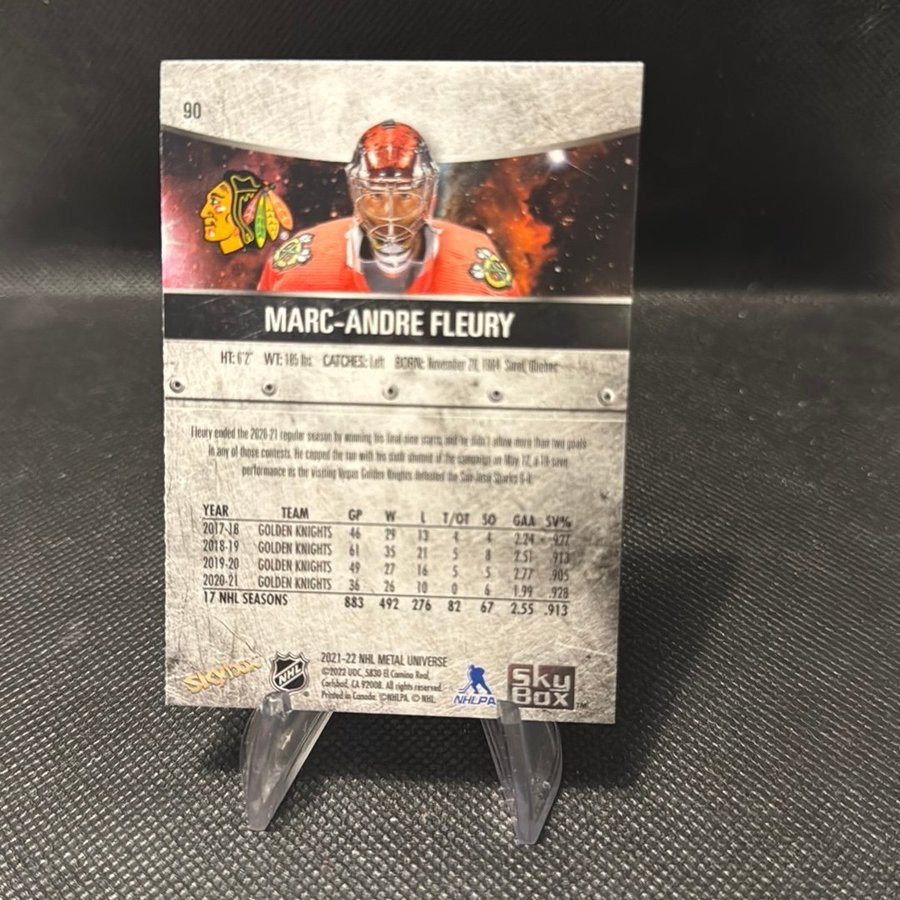 90
MARC-ANDRE FLEURY
HT: 6'2" WT: 185 lbs. CATCHES: Left BORN: November 28, 1984 Sorel, Quebec
Fleury ended the 2020-21 regular season by winning his final nine starts, and he didn't allow more than two goals
in any of those contests. He capped the run with his sixth shutout of the campaign on May 12, a 18-save
performance as the visiting Vegas Golden Knights defeated the San Jose Sharks 6-0.
YEAR TEAM GP W L T/OT SO GAA SV%
2017-18 GOLDEN KNIGHTS 46 29 13 4 4 2.24 .927
2018-19 GOLDEN KNIGHTS 61 35 21 5 8 2.51 .913
2019-20 GOLDEN KNIGHTS 49 27 16 5 5 2.77 .905
2020-21 GOLDEN KNIGHTS 36 26 10 0 6 1.99 .928
17 NHL SEASONS 883 492 276 82 67 2.55 .913
Skybox
NHL
2021-22 NHL METAL UNIVERSE
©2022 UDC, 5830 El Camino Real,
Carlsbad, CA 92008. All rights reserved.
Printed in Canada. ©NHLPA. © NHL.
NHLPA
SkyBox TM